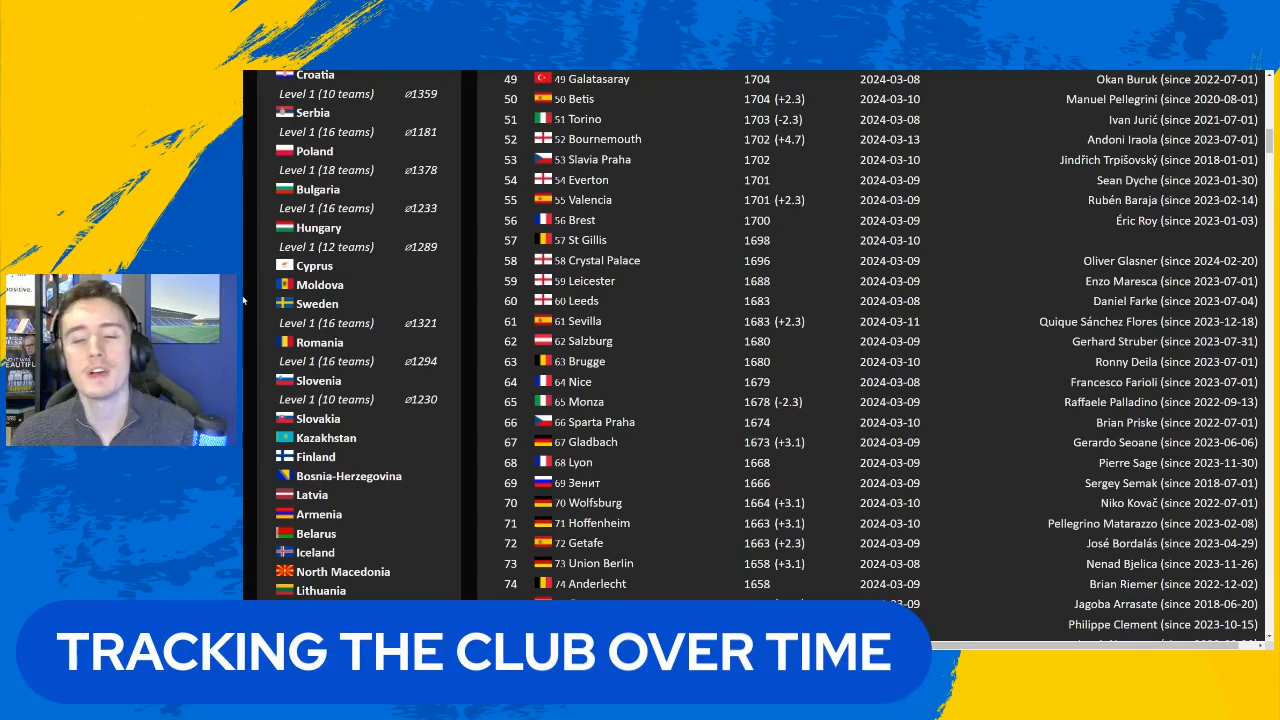 Croatia
Level 1 (10 teams) ⌀1359
Serbia
Level 1 (16 teams) ⌀1181
Poland
Level 1 (18 teams) ⌀1378
Bulgaria
Level 1 (16 teams) ⌀1233
Hungary
Level 1 (12 teams) ⌀1289
Cyprus
Moldova
Sweden
Level 1 (16 teams) ⌀1321
Romania
Level 1 (16 teams) ⌀1294
Slovenia
Level 1 (10 teams) ⌀1230
Slovakia
Kazakhstan
Finland
Bosnia-Herzegovina
Latvia
Armenia
Belarus
Iceland
North Macedonia
Lithuania
49 49 Galatasaray 1704 2024-03-08 Okan Buruk (since 2022-07-01)
50 50 Betis 1704 (+2.3) 2024-03-10 Manuel Pellegrini (since 2020-08-01)
51 51 Torino 1703 (-2.3) 2024-03-08 Ivan Jurić (since 2021-07-01)
52 52 Bournemouth 1702 (+4.7) 2024-03-13 Andoni Iraola (since 2023-07-01)
53 53 Slavia Praha 1702 2024-03-10 Jindřich Trpišovský (since 2018-01-01)
54 54 Everton 1701 2024-03-09 Sean Dyche (since 2023-01-30)
55 55 Valencia 1701 (+2.3) 2024-03-09 Rubén Baraja (since 2023-02-14)
56 56 Brest 1700 2024-03-09 Éric Roy (since 2023-01-03)
57 57 St Gillis 1698 2024-03-10
58 58 Crystal Palace 1696 2024-03-09 Oliver Glasner (since 2024-02-20)
59 59 Leicester 1688 2024-03-09 Enzo Maresca (since 2023-07-01)
60 60 Leeds 1683 2024-03-08 Daniel Farke (since 2023-07-04)
61 61 Sevilla 1683 (+2.3) 2024-03-11 Quique Sánchez Flores (since 2023-12-18)
62 62 Salzburg 1680 2024-03-09 Gerhard Struber (since 2023-07-31)
63 63 Brugge 1680 2024-03-10 Ronny Deila (since 2023-07-01)
64 64 Nice 1679 2024-03-08 Francesco Farioli (since 2023-07-01)
65 65 Monza 1678 (-2.3) 2024-03-09 Raffaele Palladino (since 2022-09-13)
66 66 Sparta Praha 1674 2024-03-10 Brian Priske (since 2022-07-01)
67 67 Gladbach 1673 (+3.1) 2024-03-09 Gerardo Seoane (since 2023-06-06)
68 68 Lyon 1668 2024-03-09 Pierre Sage (since 2023-11-30)
69 69 Зенит 1666 2024-03-09 Sergey Semak (since 2018-07-01)
70 70 Wolfsburg 1664 (+3.1) 2024-03-10 Niko Kovač (since 2022-07-01)
71 71 Hoffenheim 1663 (+3.1) 2024-03-10 Pellegrino Matarazzo (since 2023-02-08)
72 72 Getafe 1663 (+2.3) 2024-03-09 José Bordalás (since 2023-04-29)
73 73 Union Berlin 1658 (+3.1) 2024-03-08 Nenad Bjelica (since 2023-11-26)
74 74 Anderlecht 1658 2024-03-09 Brian Riemer (since 2022-12-02)
03-09 Jagoba Arrasate (since 2018-06-20)
Philippe Clement (since 2023-10-15)
TRACKING THE CLUB OVER TIME